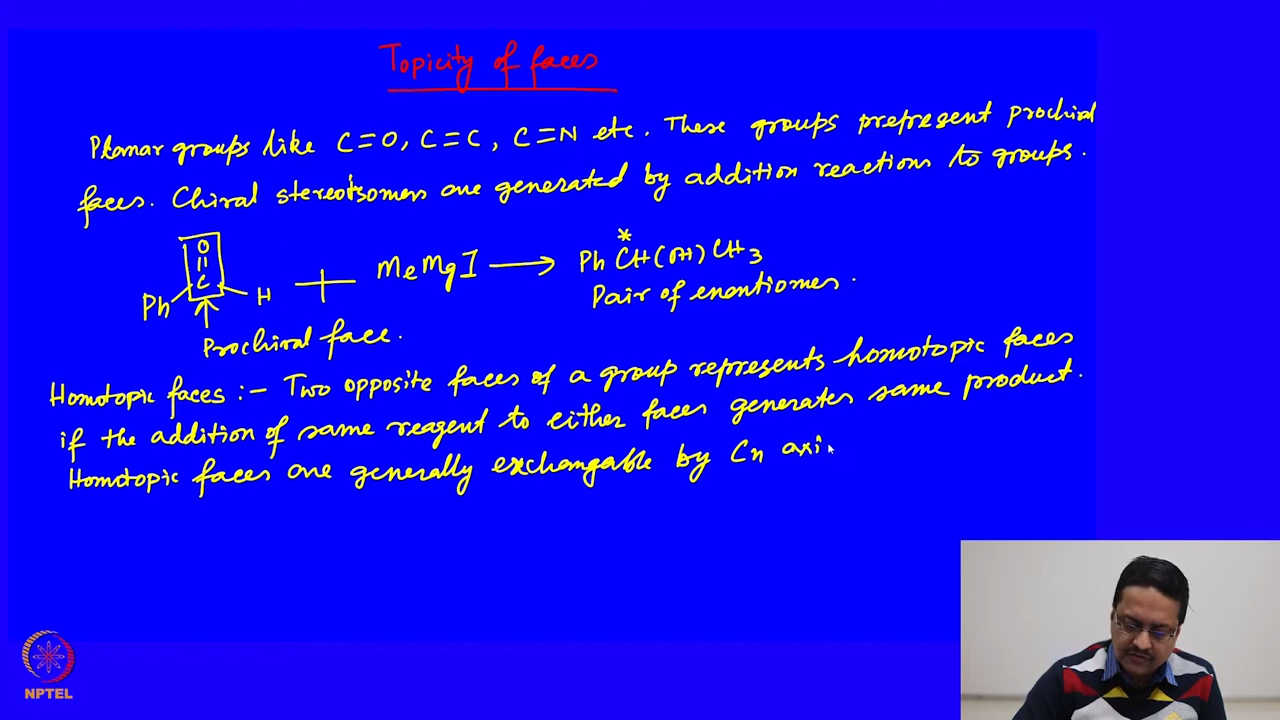 Topicity of faces
Planar groups like C=O, C=C, C=N etc. These groups prepresent prochiral
faces. Chiral stereoisomers are generated by addition reactions to groups.
O
||
C
Ph H + MeMgI → Ph C*H(OH)CH3
Pair of enantiomers.
Prochiral face.
Homotopic faces :- Two opposite faces of a group represents homotopic faces
if the addition of same reagent to either faces generates same product.
Homotopic faces are generally exchangable by Cn axi
NPTEL